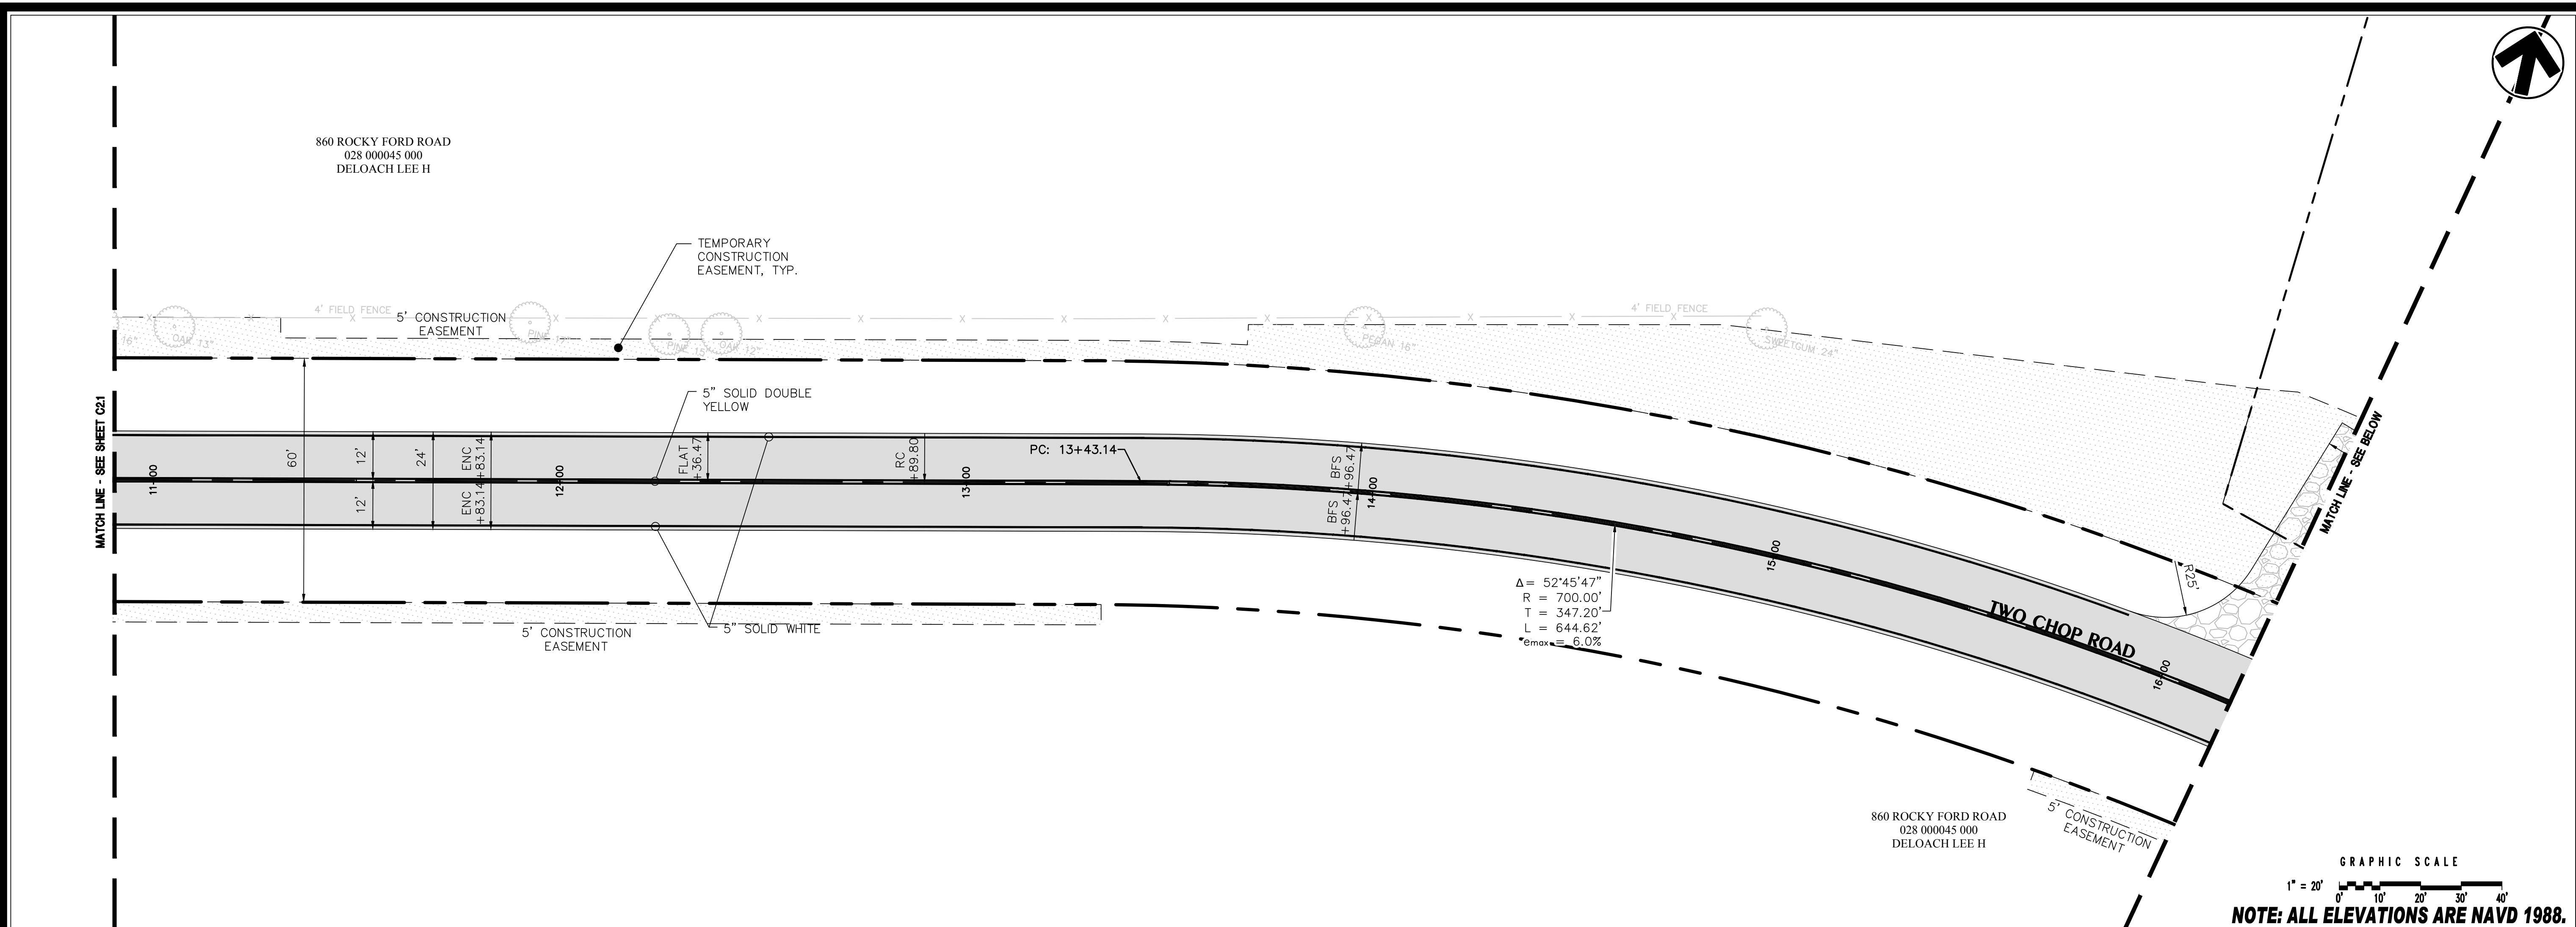 860 ROCKY FORD ROAD
028 000045 000
DELOACH LEE H
TEMPORARY
CONSTRUCTION
EASEMENT, TYP.
4' FIELD FENCE
5' CONSTRUCTION
EASEMENT
16"
OAK 13"
PINE 17"
PINE 15"
OAK 12"
4' FIELD FENCE
PECAN 16"
SWEETGUM 24"
5" SOLID DOUBLE
YELLOW
MATCH LINE - SEE SHEET C2.1
11+00
60'
12'
12'
24'
ENC
+83.14
ENC
+83.14
12+00
FLAT
+36.47
RC
+89.80
13+00
PC: 13+43.14
BFS
+96.47
BFS
+96.47
14+00
15+00
TWO CHOP ROAD
16+00
R25'
MATCH LINE - SEE BELOW
Δ= 52°45'47"
R = 700.00'
T = 347.20'
L = 644.62'
emax = 6.0%
5" SOLID WHITE
5' CONSTRUCTION
EASEMENT
5' CONSTRUCTION
EASEMENT
860 ROCKY FORD ROAD
028 000045 000
DELOACH LEE H
GRAPHIC SCALE
1" = 20'
0' 10' 20' 30' 40'
NOTE: ALL ELEVATIONS ARE NAVD 1988.